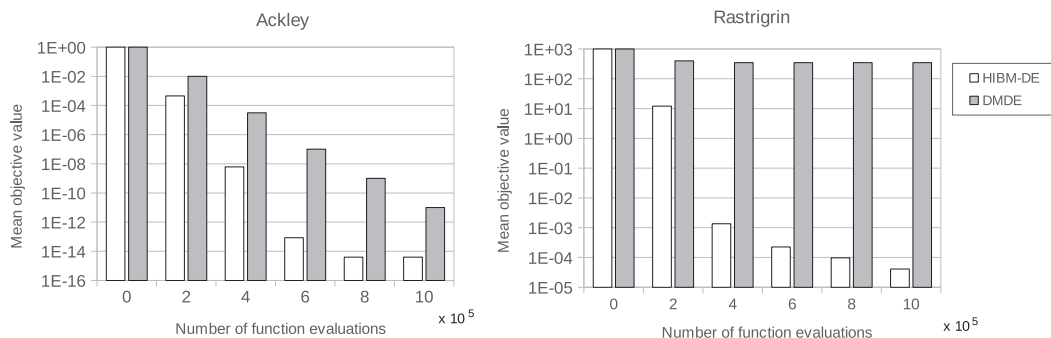 Ackley
Mean objective value
1E+00
1E-02
1E-04
1E-06
1E-08
1E-10
1E-12
1E-14
1E-16
0 2 4 6 8 10
x 10 5
Number of function evaluations
Rastrigrin
Mean objective value
1E+03
1E+02
1E+01
1E+00
1E-01
1E-02
1E-03
1E-04
1E-05
0 2 4 6 8 10
x 10 5
Number of function evaluations
HIBM-DE
DMDE